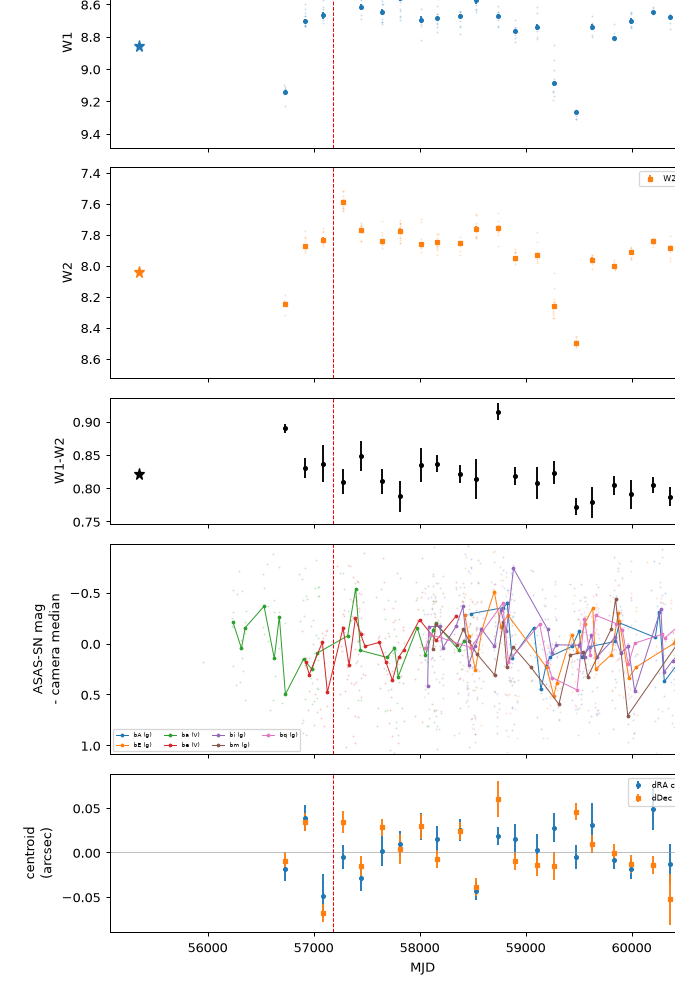 8.6
8.8
9.0
9.2
9.4
W1
7.4
7.6
7.8
8.0
8.2
8.4
8.6
W2
W2
0.90
0.85
0.80
0.75
W1-W2
−0.5
0.0
0.5
1.0
ASAS-SN mag
- camera median
bA (g)
bE (g)
ba (V)
be (V)
bi (g)
bm (g)
bq (g)
0.05
0.00
−0.05
centroid
(arcsec)
dRA c
dDec
56000
57000
58000
59000
60000
MJD